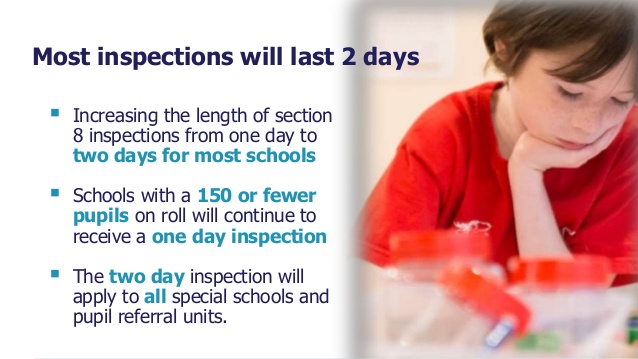 Most inspections will last 2 days
Increasing the length of section
8 inspections from one day to
two days for most schools
Schools with a 150 or fewer
pupils on roll will continue to
receive a one day inspection
The two day inspection will
apply to all special schools and
pupil referral units.